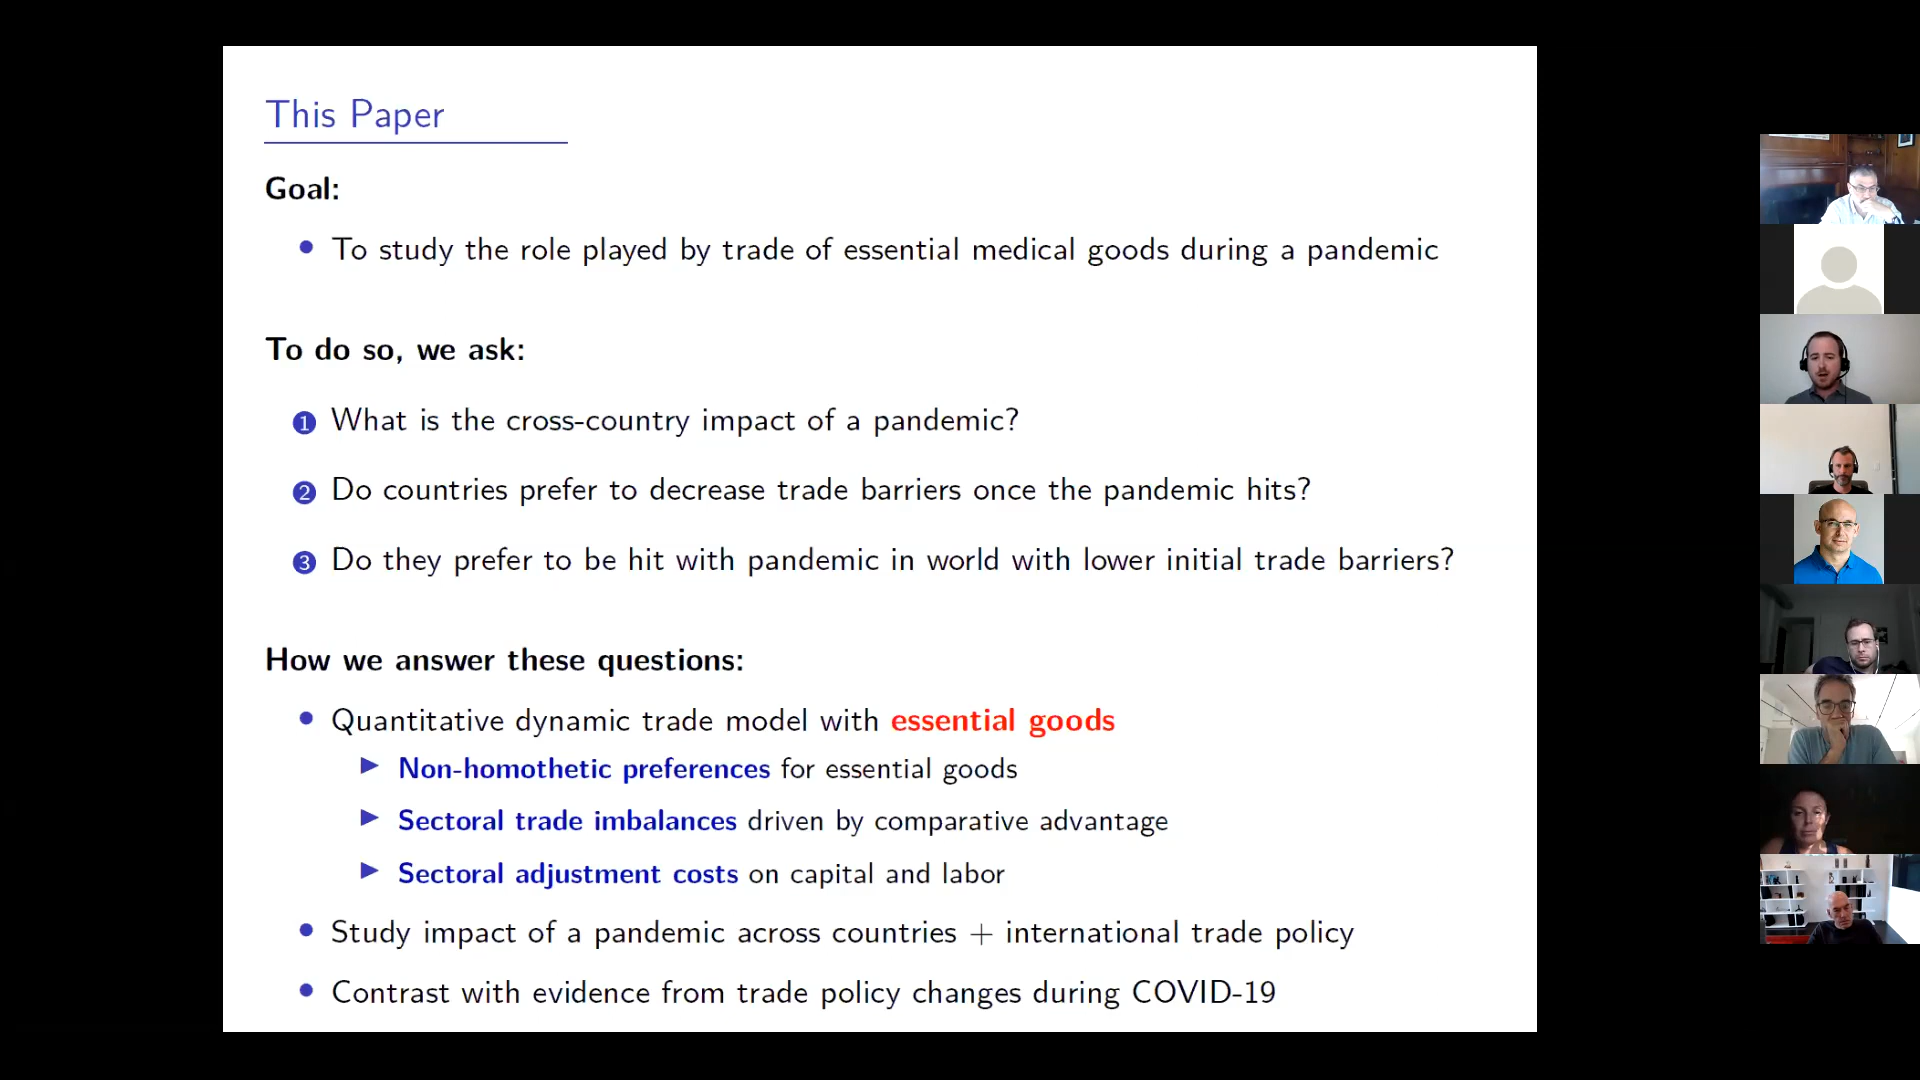 This Paper
Goal:
• To study the role played by trade of essential medical goods during a pandemic
To do so, we ask:
1 What is the cross-country impact of a pandemic?
2 Do countries prefer to decrease trade barriers once the pandemic hits?
3 Do they prefer to be hit with pandemic in world with lower initial trade barriers?
How we answer these questions:
• Quantitative dynamic trade model with essential goods
▶ Non-homothetic preferences for essential goods
▶ Sectoral trade imbalances driven by comparative advantage
▶ Sectoral adjustment costs on capital and labor
• Study impact of a pandemic across countries + international trade policy
• Contrast with evidence from trade policy changes during COVID-19